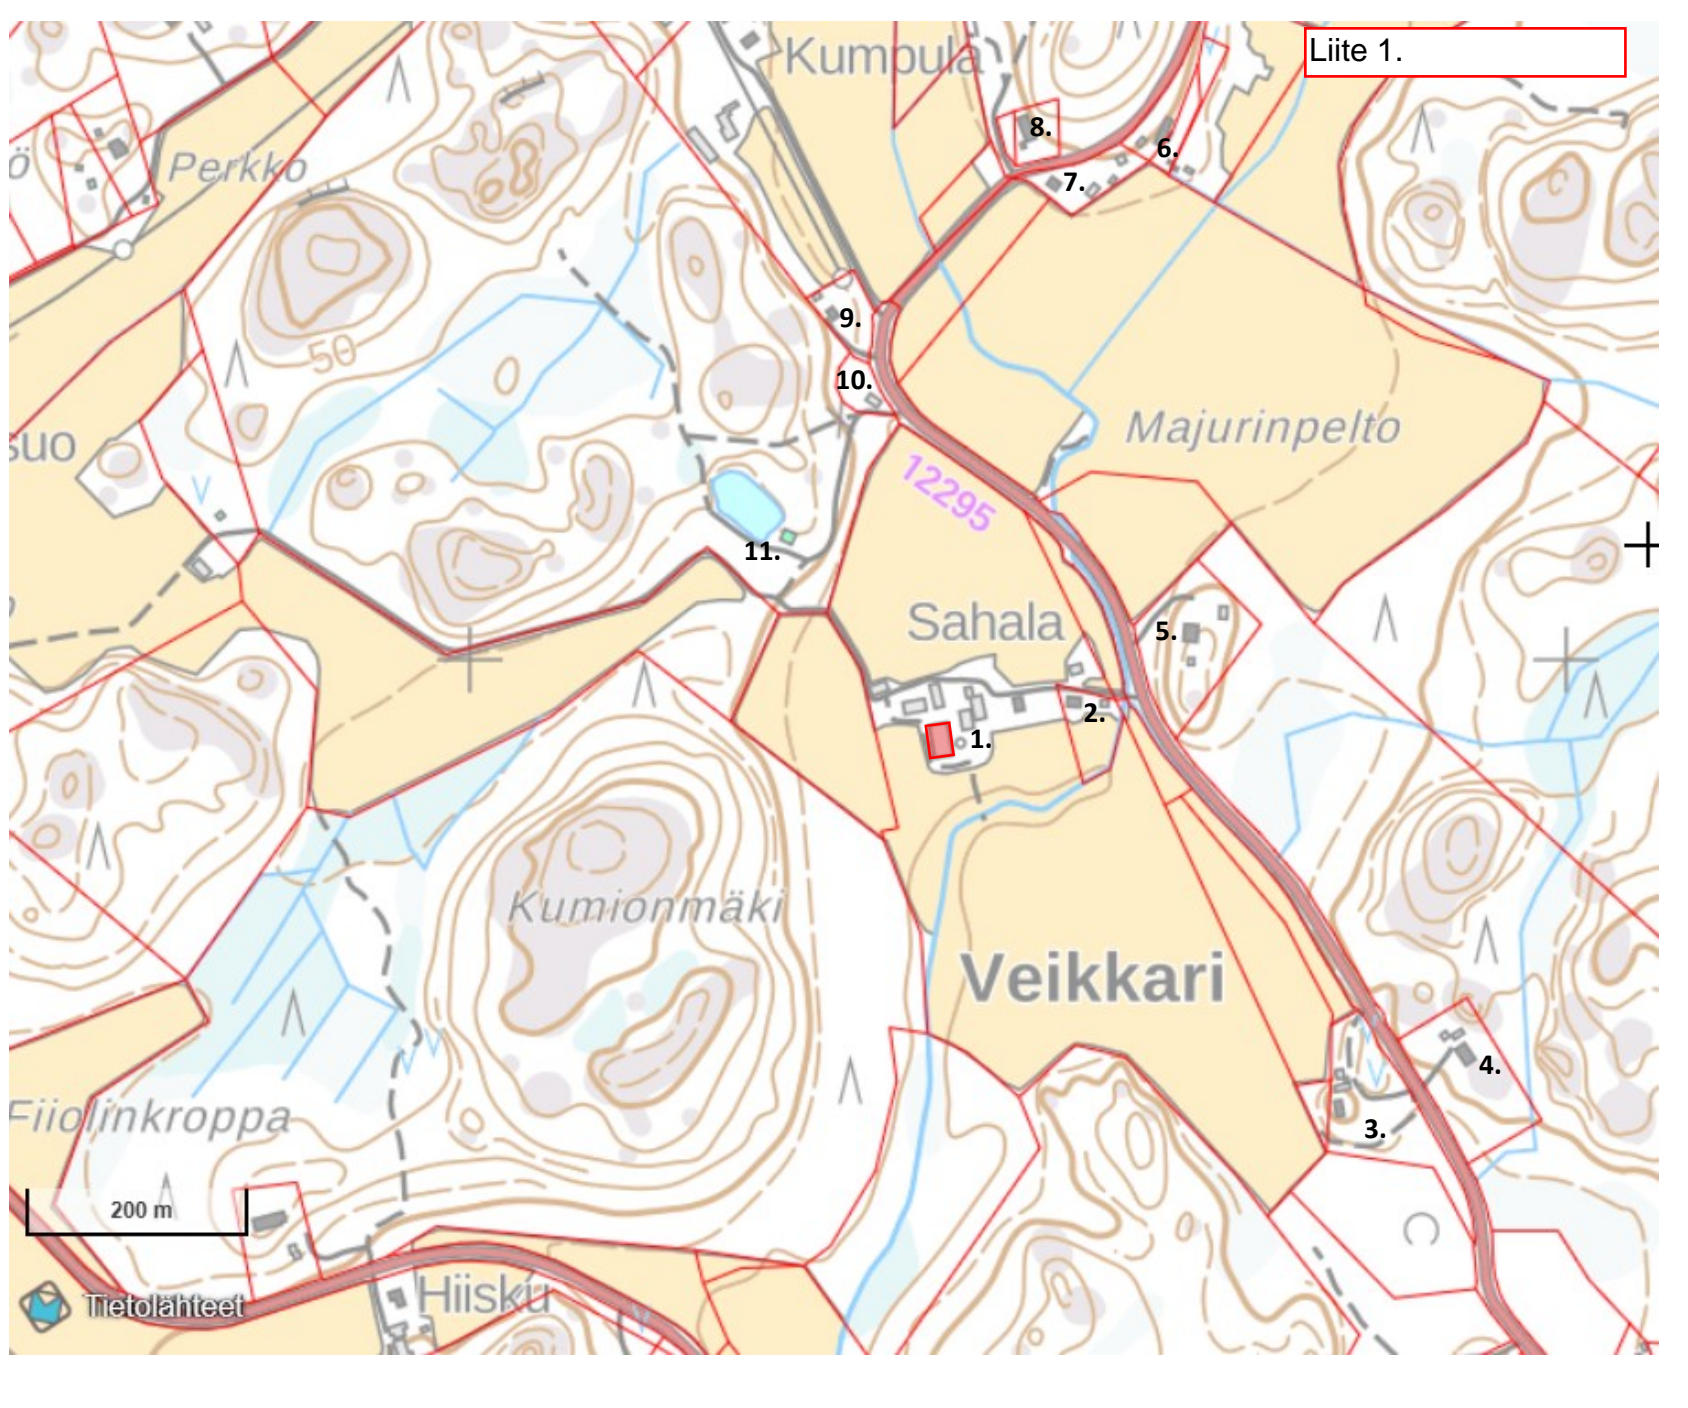 Liite 1.
Kumpula
8.
6.
7.
Perkko
9.
50
10.
Majurinpelto
suo
12295
11.
Sahala
5.
2.
1.
Kumionmäki
Veikkari
4.
3.
Fiiolinkroppa
200 m
Hiisku
Tietolähteet